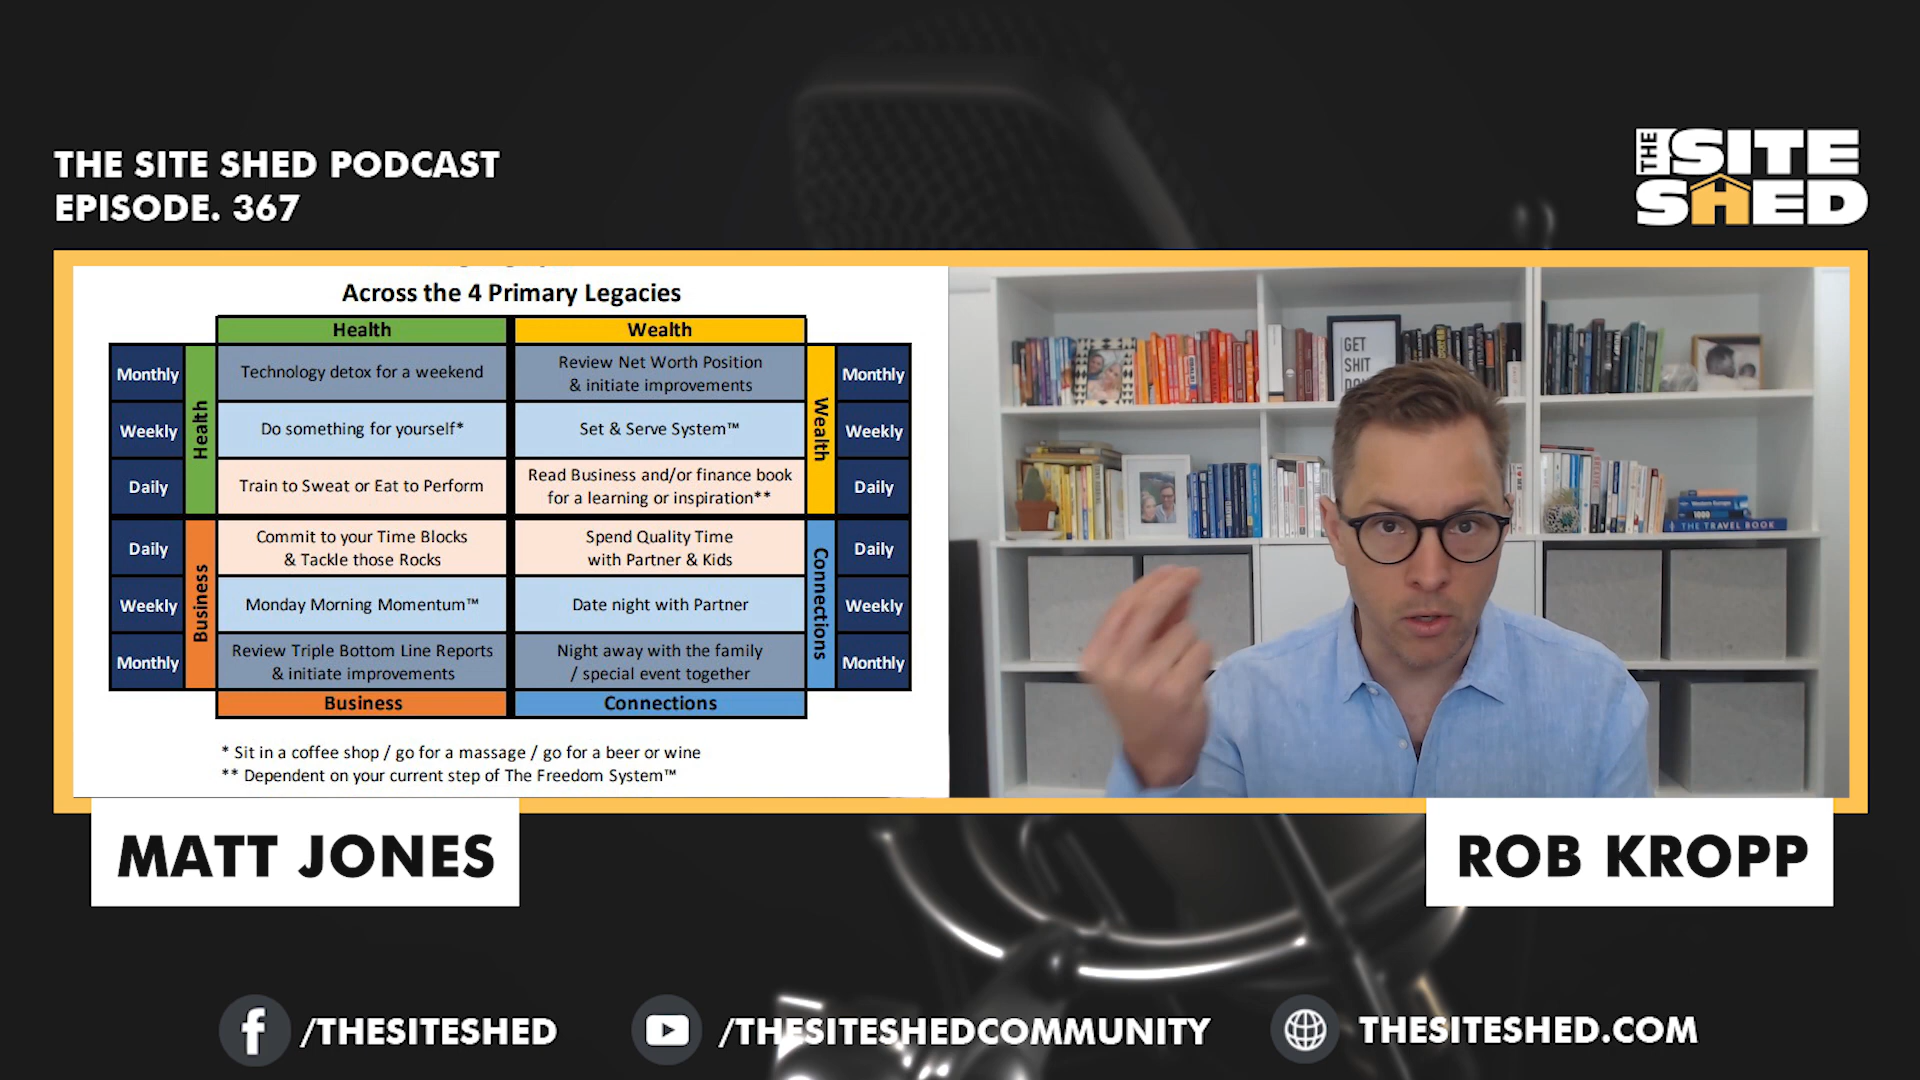 THE SITE SHED PODCAST
EPISODE. 367
THE SITE
SHED
Across the 4 Primary Legacies
Health
Wealth
Monthly
Health
Technology detox for a weekend
Review Net Worth Position
& initiate improvements
Wealth
Monthly
Weekly
Do something for yourself*
Set & Serve System™
Weekly
Daily
Train to Sweat or Eat to Perform
Read Business and/or finance book
for a learning or inspiration**
Daily
Daily
Business
Commit to your Time Blocks
& Tackle those Rocks
Spend Quality Time
with Partner & Kids
Connections
Daily
Weekly
Monday Morning Momentum™
Date night with Partner
Weekly
Monthly
Review Triple Bottom Line Reports
& initiate improvements
Night away with the family
/ special event together
Monthly
Business
Connections
* Sit in a coffee shop / go for a massage / go for a beer or wine
** Dependent on your current step of The Freedom System™
GET
SHIT
THE TRAVEL BOOK
MATT JONES
ROB KROPP
/THESITESHED
/THESITESHEDCOMMUNITY
THESITESHED.COM